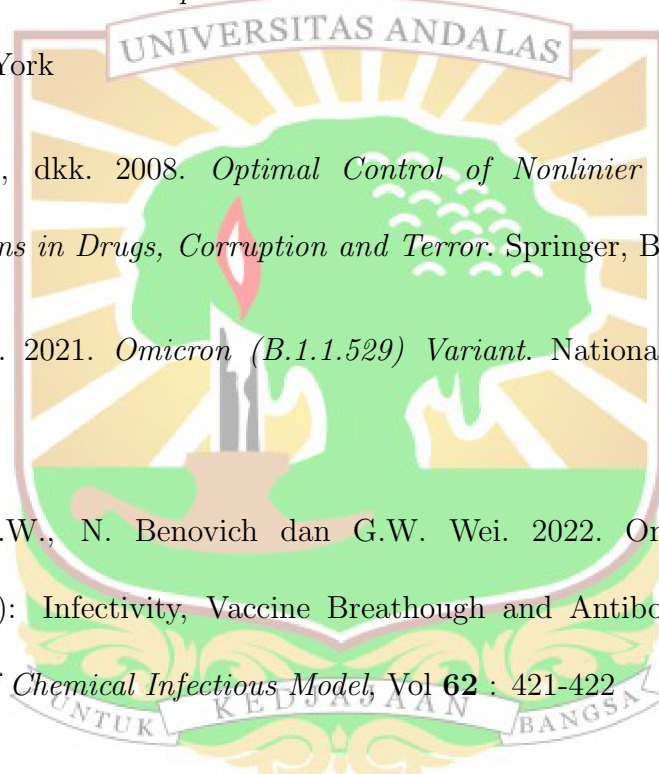 UNIVERSITAS ANDALAS
York
, dkk. 2008. Optimal Control of Nonlinier
ns in Drugs, Corruption and Terror. Springer, B
. 2021. Omicron (B.1.1.529) Variant. Nationa
.W., N. Benovich dan G.W. Wei. 2022.
): Infectivity, Vaccine Breathough and Antibo
Chemical Infectious Model, Vol 62 : 421-422
UNTUK KEDJAJAAN BANGSA